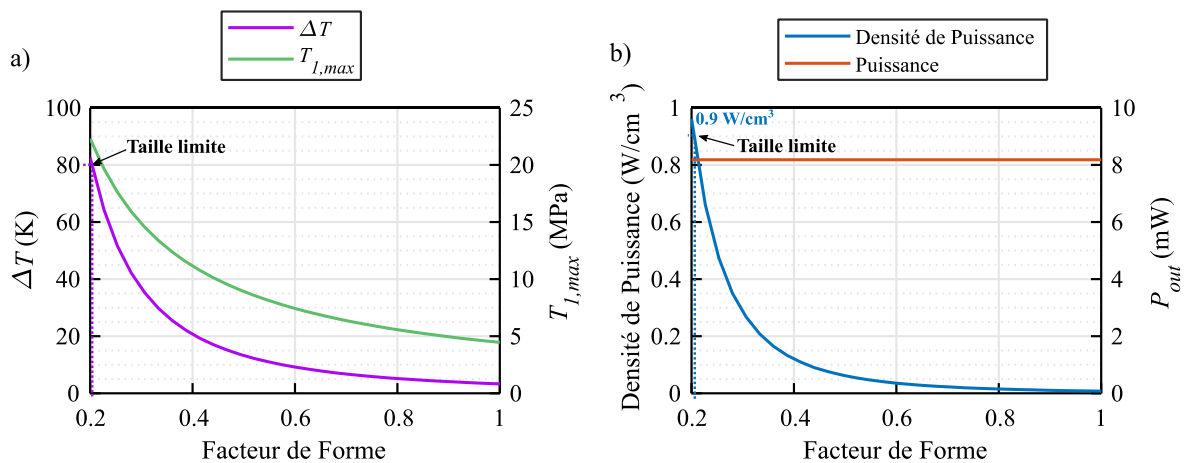 a)
ΔT
T1,max
100
80
60
40
20
0
ΔT (K)
25
20
15
10
5
0
T1,max (MPa)
Taille limite
0.2 0.4 0.6 0.8 1
Facteur de Forme
b)
Densité de Puissance
Puissance
1
0.8
0.6
0.4
0.2
0
Densité de Puissance (W/cm3)
10
8
6
4
2
0
Pout (mW)
0.9 W/cm3
Taille limite
0.2 0.4 0.6 0.8 1
Facteur de Forme